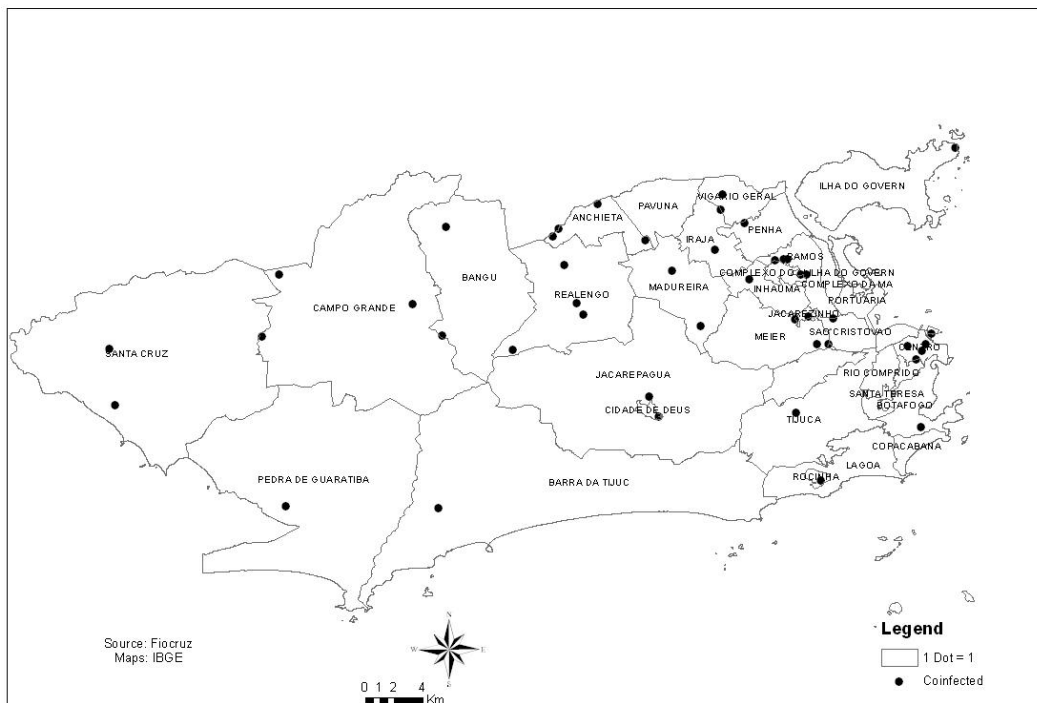 ILHA DO GOVERN
VIGARIO GERAL
PAVUNA
ANCHIETA
PENHA
IRAJA
RAMOS
COMPLEXO DO
ILHA DO GOVERN
BANGU
COMPLEXO DA MA
MADUREIRA
INHAUMA
REALENGO
PORTUARIA
CAMPO GRANDE
JACAREZINHO
SAO CRISTOVAO
MEIER
CENTRO
SANTA CRUZ
JACAREPAGUA
RIO COMPRIDO
SANTA TERESA
CIDADE DE DEUS
BOTAFOGO
TIJUCA
COPACABANA
LAGOA
PEDRA DE GUARATIBA
ROCINHA
BARRA DA TIJUC
N
W
E
S
Source: Fiocruz
Maps: IBGE
0 1 2 4
Km
Legend
1 Dot = 1
Coinfected